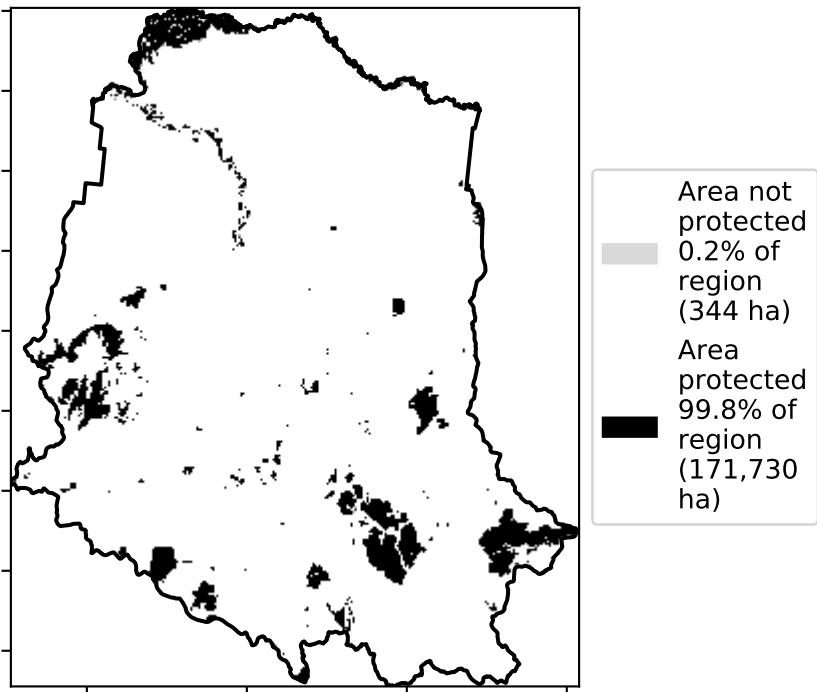 Area not
protected
0.2% of
region
(344 ha)
Area
protected
99.8% of
region
(171,730
ha)